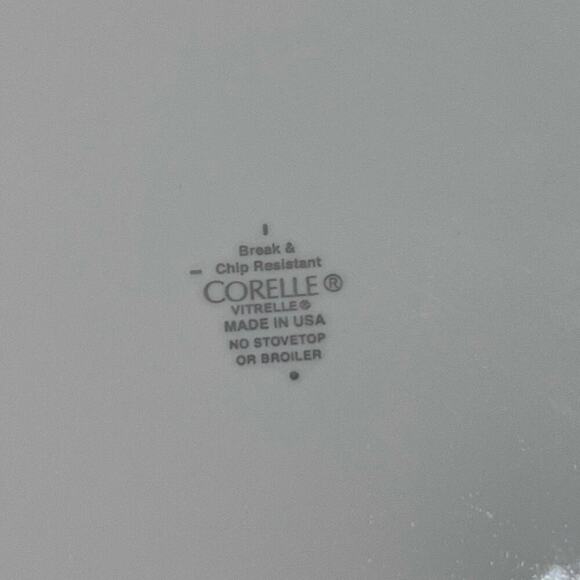 Break &
Chip Resistant
CORELLE®
VITRELLE®
MADE IN USA
NO STOVETOP
OR BROILER